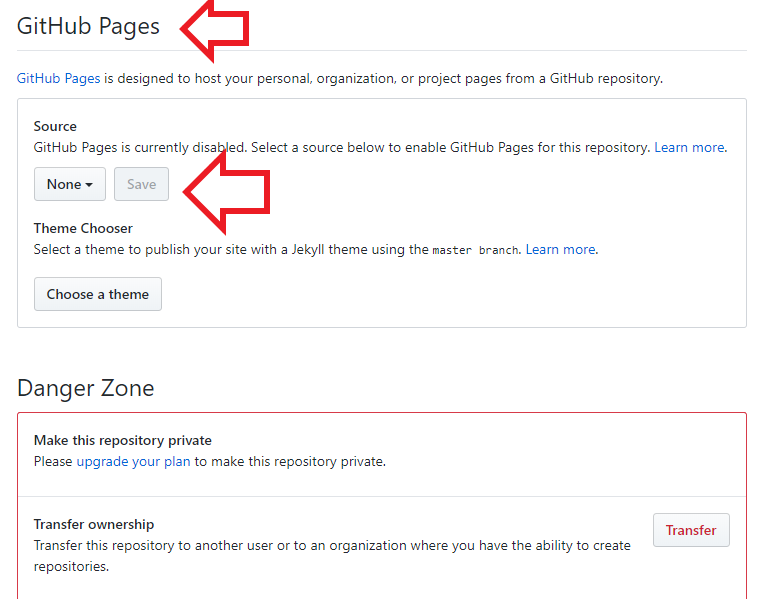 GitHub Pages
GitHub Pages is designed to host your personal, organization, or project pages from a GitHub repository.
Source
GitHub Pages is currently disabled. Select a source below to enable GitHub Pages for this repository. Learn more.
None Save
Theme Chooser
Select a theme to publish your site with a Jekyll theme using the master branch. Learn more.
Choose a theme
Danger Zone
Make this repository private
Please upgrade your plan to make this repository private.
Transfer ownership
Transfer this repository to another user or to an organization where you have the ability to create
repositories.
Transfer